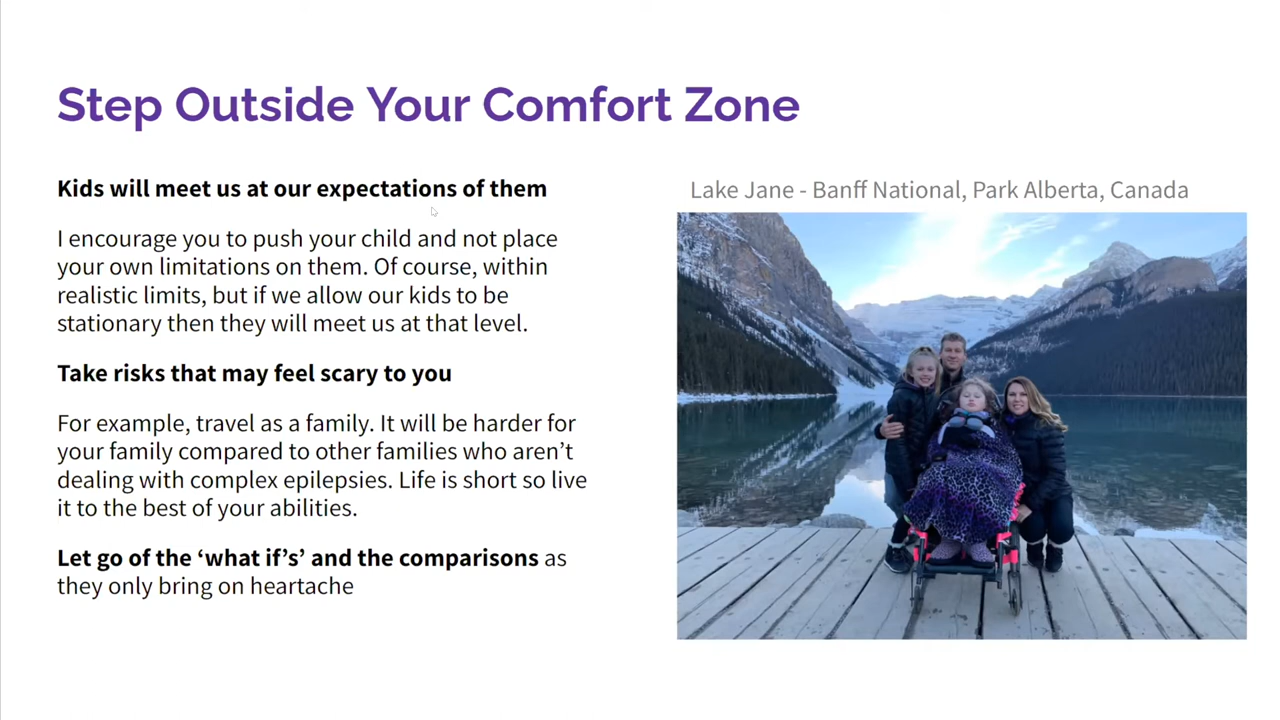 Step Outside Your Comfort Zone
Kids will meet us at our expectations of them
I encourage you to push your child and not place
your own limitations on them. Of course, within
realistic limits, but if we allow our kids to be
stationary then they will meet us at that level.
Take risks that may feel scary to you
For example, travel as a family. It will be harder for
your family compared to other families who aren’t
dealing with complex epilepsies. Life is short so live
it to the best of your abilities.
Let go of the ‘what if’s’ and the comparisons as
they only bring on heartache
Lake Jane - Banff National, Park Alberta, Canada